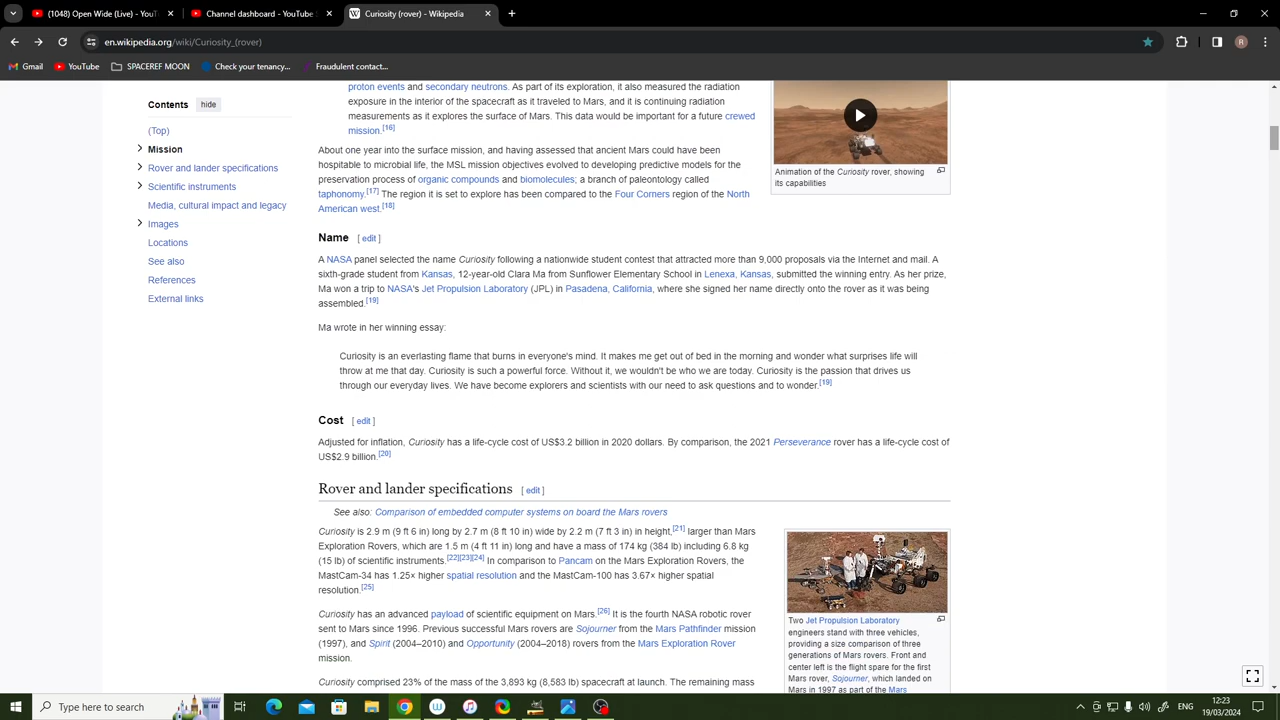 (1048) Open Wide (Live) - YouT
Channel dashboard - YouTube
Curiosity (rover) - Wikipedia
en.wikipedia.org/wiki/Curiosity_(rover)
R
Gmail
YouTube
SPACEREF MOON
Check your tenancy...
Fraudulent contact...
Contents hide
(Top)
Mission
Rover and lander specifications
Scientific instruments
Media, cultural impact and legacy
Images
Locations
See also
References
External links
proton events and secondary neutrons. As part of its exploration, it also measured the radiation
exposure in the interior of the spacecraft as it traveled to Mars, and it is continuing radiation
measurements as it explores the surface of Mars. This data would be important for a future crewed
mission.[16]
About one year into the surface mission, and having assessed that ancient Mars could have been
hospitable to microbial life, the MSL mission objectives evolved to developing predictive models for the
preservation process of organic compounds and biomolecules; a branch of paleontology called
taphonomy.[17] The region it is set to explore has been compared to the Four Corners region of the North
American west.[18]
Animation of the Curiosity rover, showing
its capabilities
Name [ edit ]
A NASA panel selected the name Curiosity following a nationwide student contest that attracted more than 9,000 proposals via the Internet and mail. A
sixth-grade student from Kansas, 12-year-old Clara Ma from Sunflower Elementary School in Lenexa, Kansas, submitted the winning entry. As her prize,
Ma won a trip to NASA's Jet Propulsion Laboratory (JPL) in Pasadena, California, where she signed her name directly onto the rover as it was being
assembled.[19]
Ma wrote in her winning essay:
Curiosity is an everlasting flame that burns in everyone's mind. It makes me get out of bed in the morning and wonder what surprises life will
throw at me that day. Curiosity is such a powerful force. Without it, we wouldn't be who we are today. Curiosity is the passion that drives us
through our everyday lives. We have become explorers and scientists with our need to ask questions and to wonder.[19]
Cost [ edit ]
Adjusted for inflation, Curiosity has a life-cycle cost of US$3.2 billion in 2020 dollars. By comparison, the 2021 Perseverance rover has a life-cycle cost of
US$2.9 billion.[20]
Rover and lander specifications [ edit ]
See also: Comparison of embedded computer systems on board the Mars rovers
Curiosity is 2.9 m (9 ft 6 in) long by 2.7 m (8 ft 10 in) wide by 2.2 m (7 ft 3 in) in height,[21] larger than Mars
Exploration Rovers, which are 1.5 m (4 ft 11 in) long and have a mass of 174 kg (384 lb) including 6.8 kg
(15 lb) of scientific instruments.[22][23][24] In comparison to Pancam on the Mars Exploration Rovers, the
MastCam-34 has 1.25× higher spatial resolution and the MastCam-100 has 3.67× higher spatial
resolution.[25]
Curiosity has an advanced payload of scientific equipment on Mars.[26] It is the fourth NASA robotic rover
sent to Mars since 1996. Previous successful Mars rovers are Sojourner from the Mars Pathfinder mission
(1997), and Spirit (2004–2010) and Opportunity (2004–2018) rovers from the Mars Exploration Rover
mission.
Curiosity comprised 23% of the mass of the 3,893 kg (8,583 lb) spacecraft at launch. The remaining mass
Two Jet Propulsion Laboratory
engineers stand with three vehicles,
providing a size comparison of three
generations of Mars rovers. Front and
center left is the flight spare for the first
Mars rover, Sojourner, which landed on
Mars in 1997 as part of the Mars
Type here to search
ENG
12:23
19/03/2024